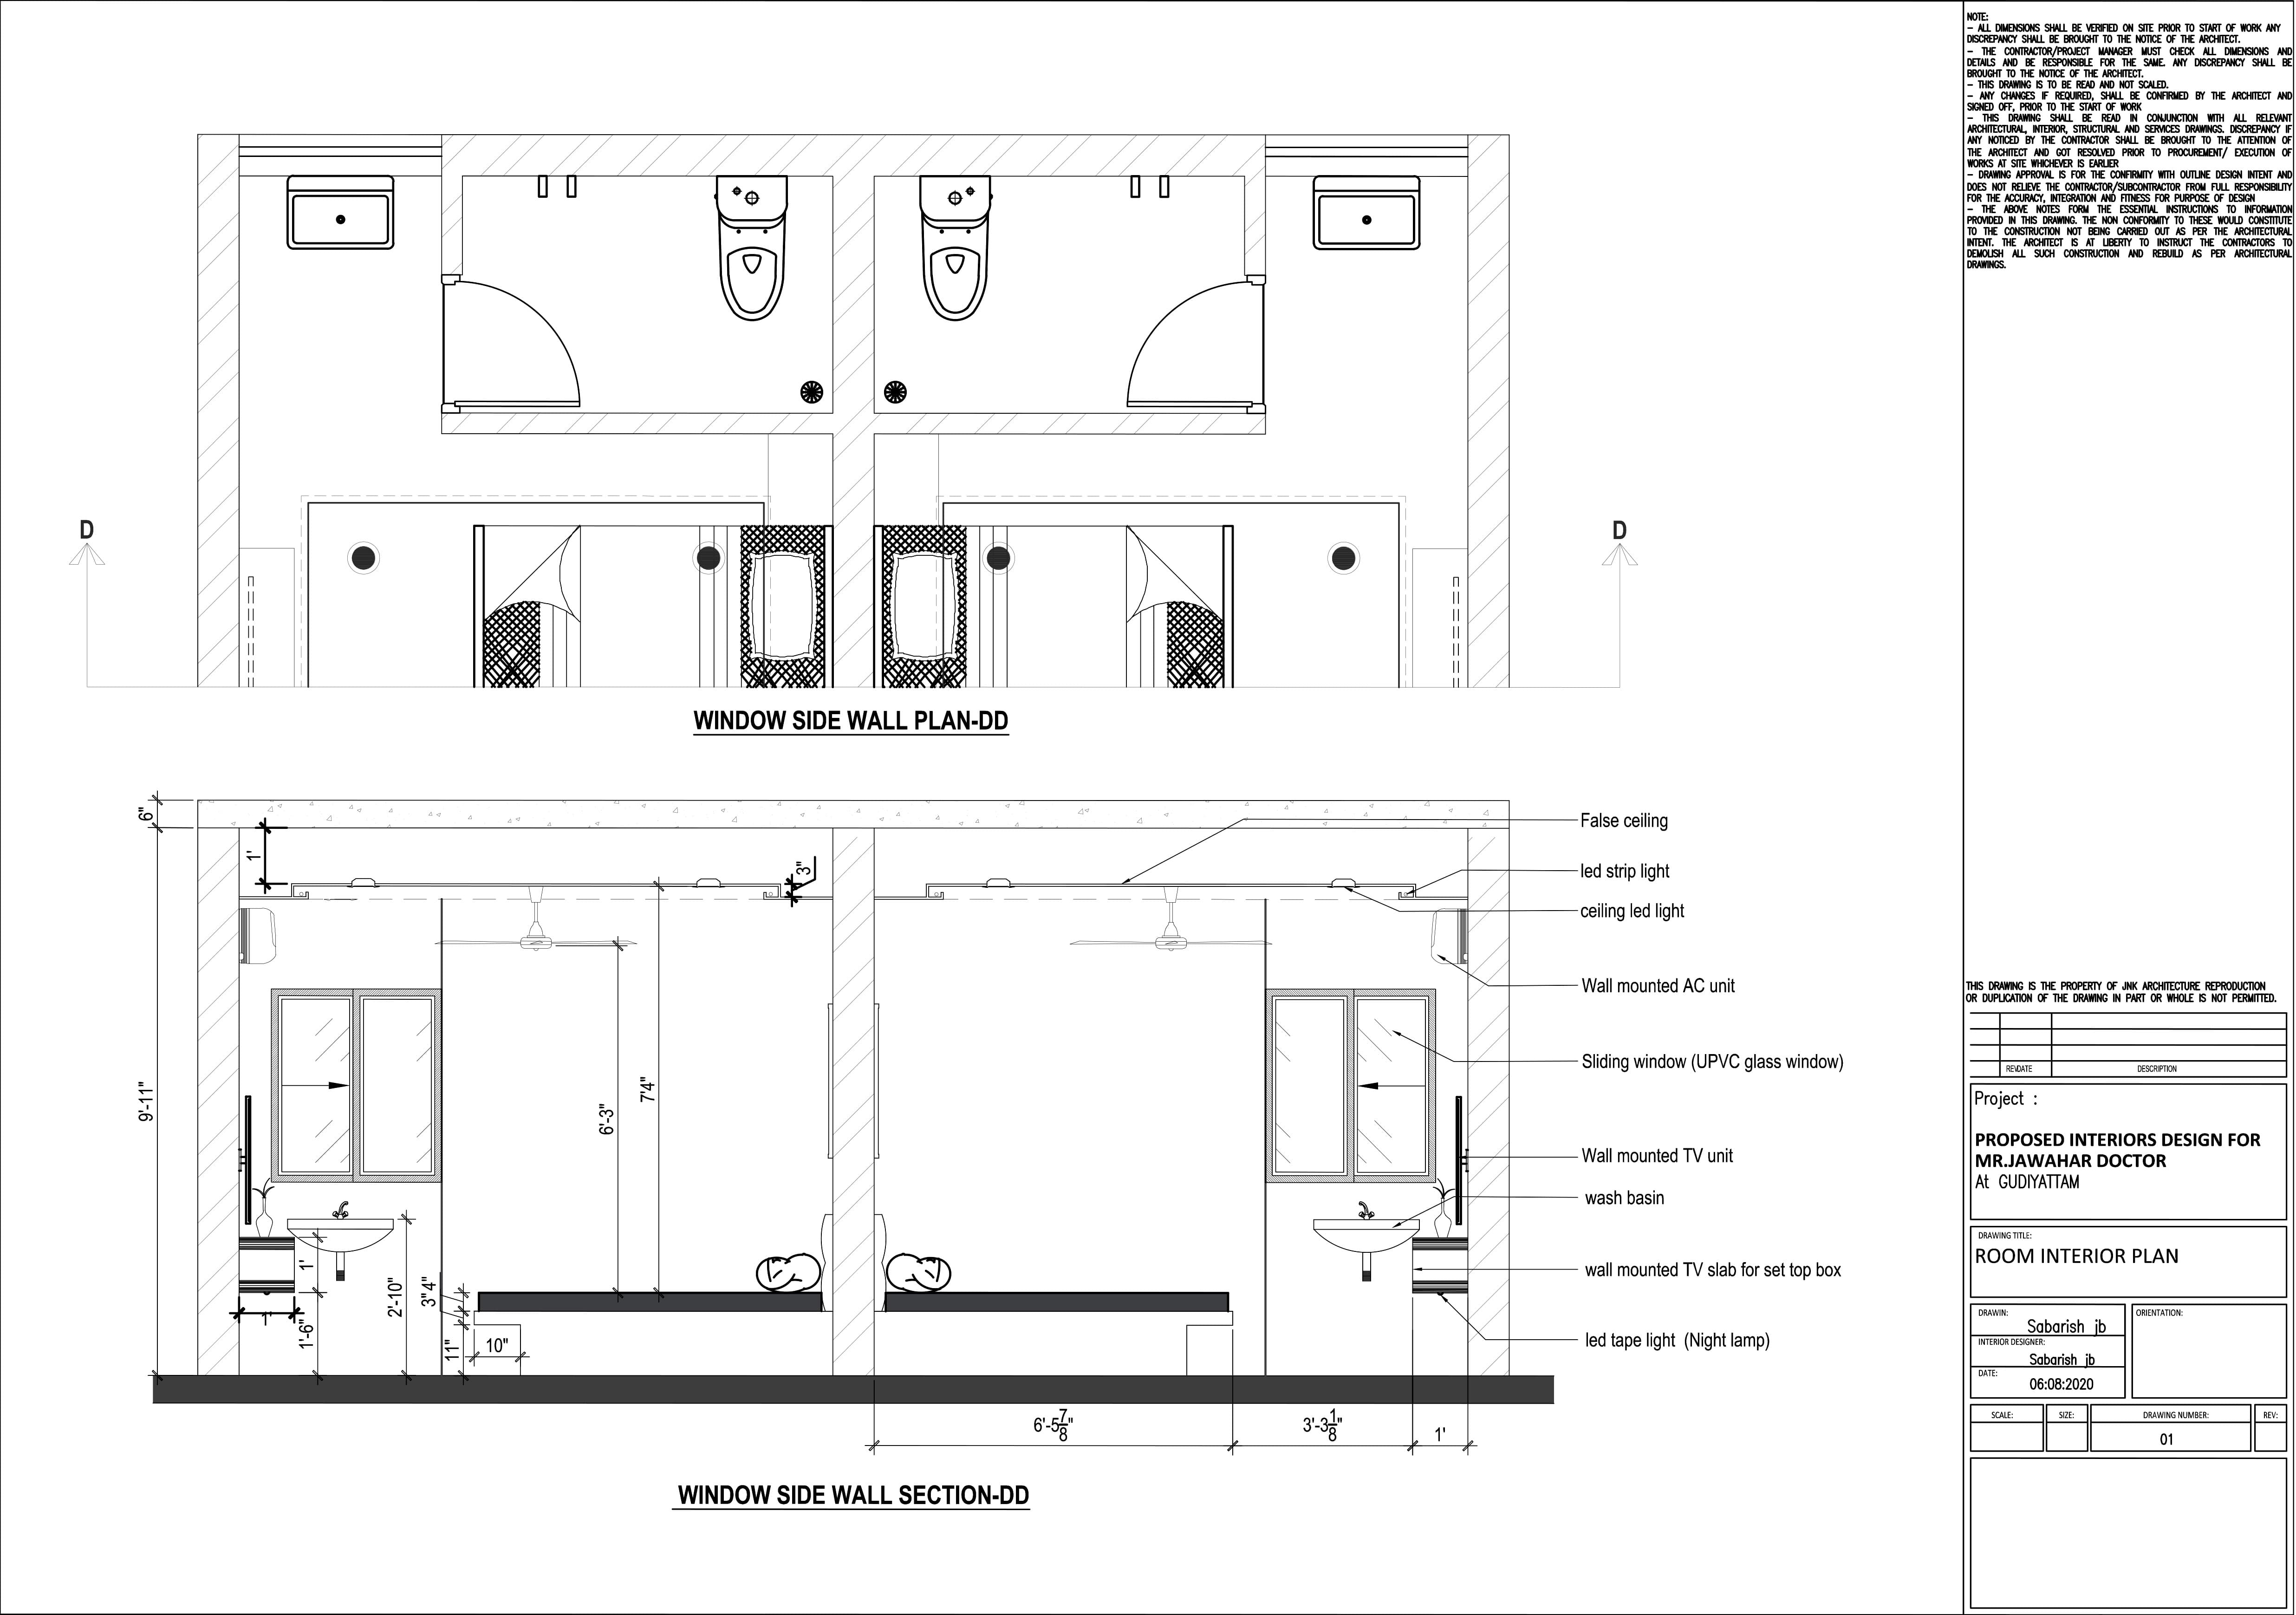 NOTE:
- ALL DIMENSIONS SHALL BE VERIFIED ON SITE PRIOR TO START OF WORK ANY
DISCREPANCY SHALL BE BROUGHT TO THE NOTICE OF THE ARCHITECT.
- THE CONTRACTOR/PROJECT MANAGER MUST CHECK ALL DIMENSIONS AND
DETAILS AND BE RESPONSIBLE FOR THE SAME. ANY DISCREPANCY SHALL BE
BROUGHT TO THE NOTICE OF THE ARCHITECT.
- THIS DRAWING IS TO BE READ AND NOT SCALED.
- ANY CHANGES IF REQUIRED, SHALL BE CONFIRMED BY THE ARCHITECT AND
SIGNED OFF, PRIOR TO THE START OF WORK
- THIS DRAWING SHALL BE READ IN CONJUNCTION WITH ALL RELEVANT
ARCHITECTURAL, INTERIOR, STRUCTURAL AND SERVICES DRAWINGS. DISCREPANCY IF
ANY NOTICED BY THE CONTRACTOR SHALL BE BROUGHT TO THE ATTENTION OF
THE ARCHITECT AND GOT RESOLVED PRIOR TO PROCUREMENT/ EXECUTION OF
WORKS AT SITE WHICHEVER IS EARLIER
- DRAWING APPROVAL IS FOR THE CONFIRMITY WITH OUTLINE DESIGN INTENT AND
DOES NOT RELIEVE THE CONTRACTOR/SUBCONTRACTOR FROM FULL RESPONSIBILITY
FOR THE ACCURACY, INTEGRATION AND FITNESS FOR PURPOSE OF DESIGN
- THE ABOVE NOTES FORM THE ESSENTIAL INSTRUCTIONS TO INFORMATION
PROVIDED IN THIS DRAWING. THE NON CONFORMITY TO THESE WOULD CONSTITUTE
TO THE CONSTRUCTION NOT BEING CARRIED OUT AS PER THE ARCHITECTURAL
INTENT. THE ARCHITECT IS AT LIBERTY TO INSTRUCT THE CONTRACTORS TO
DEMOLISH ALL SUCH CONSTRUCTION AND REBUILD AS PER ARCHITECTURAL
DRAWINGS.
D
D
WINDOW SIDE WALL PLAN-DD
6"
1'
3"
9'-11"
6'-3"
7'4"
1'
1'
1'-6"
2'-10"
3" 4"
11"
10"
6'-5 7/8"
3'-3 1/8"
1'
False ceiling
led strip light
ceiling led light
Wall mounted AC unit
Sliding window (UPVC glass window)
Wall mounted TV unit
wash basin
wall mounted TV slab for set top box
led tape light (Night lamp)
WINDOW SIDE WALL SECTION-DD
THIS DRAWING IS THE PROPERTY OF JNK ARCHITECTURE REPRODUCTION
OR DUPLICATION OF THE DRAWING IN PART OR WHOLE IS NOT PERMITTED.
REV DATE DESCRIPTION
Project :
PROPOSED INTERIORS DESIGN FOR
MR.JAWAHAR DOCTOR
At GUDIYATTAM
DRAWING TITLE:
ROOM INTERIOR PLAN
DRAWIN:
Sabarish jb
INTERIOR DESIGNER:
Sabarish jb
DATE:
06:08:2020
ORIENTATION:
SCALE: SIZE: DRAWING NUMBER: REV:
01